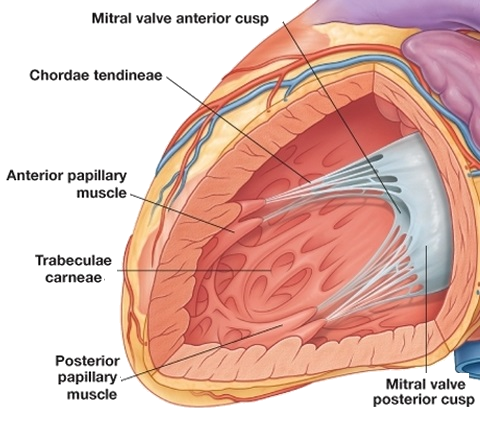 Mitral valve anterior cusp
Chordae tendineae
Anterior papillary
muscle
Trabeculae
carneae
Posterior
papillary
muscle
Mitral valve
posterior cusp